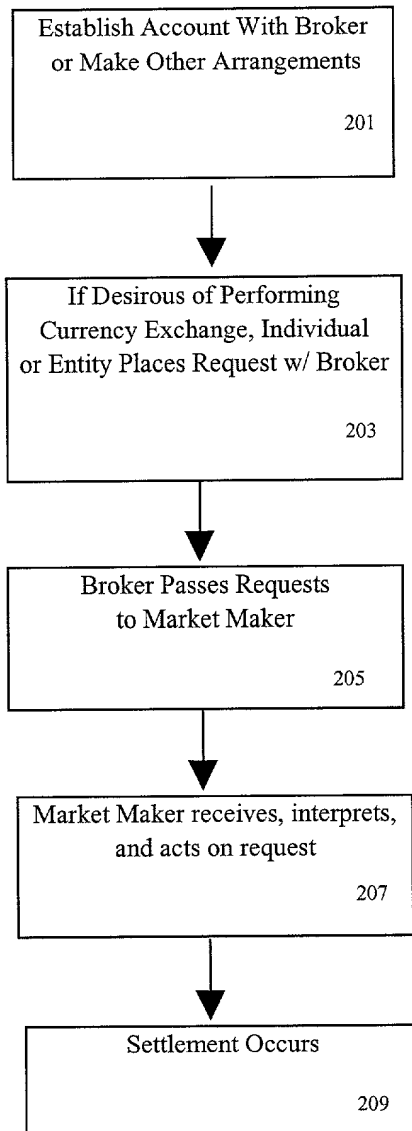 Establish Account With Broker
or Make Other Arrangements
201
If Desirous of Performing
Currency Exchange, Individual
or Entity Places Request w/ Broker
203
Broker Passes Requests
to Market Maker
205
Market Maker receives, interprets,
and acts on request
207
Settlement Occurs
209